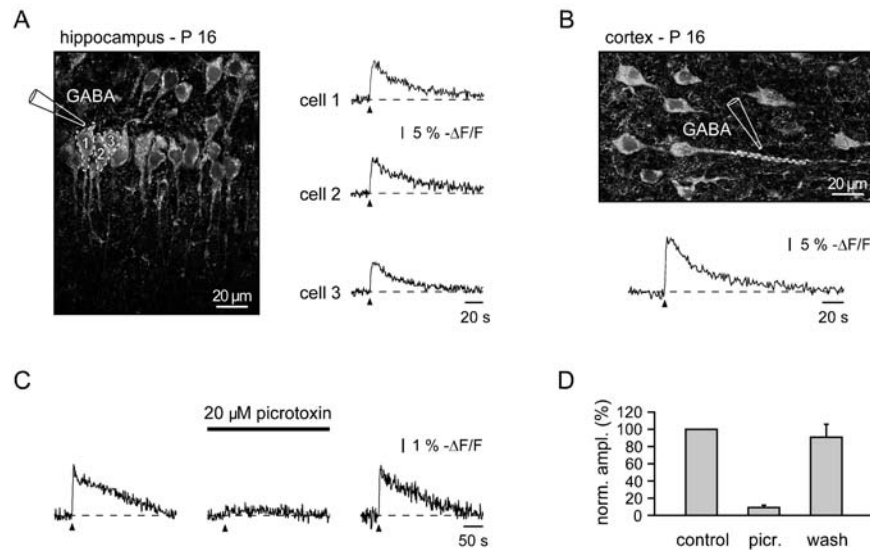 A
hippocampus - P 16
GABA
1
2
3
20 µm
cell 1
5 % -ΔF/F
cell 2
cell 3
20 s
B
cortex - P 16
GABA
20 µm
5 % -ΔF/F
20 s
C
20 µM picrotoxin
1 % -ΔF/F
50 s
D
norm. ampl. (%)
120
100
80
60
40
20
0
control picr. wash